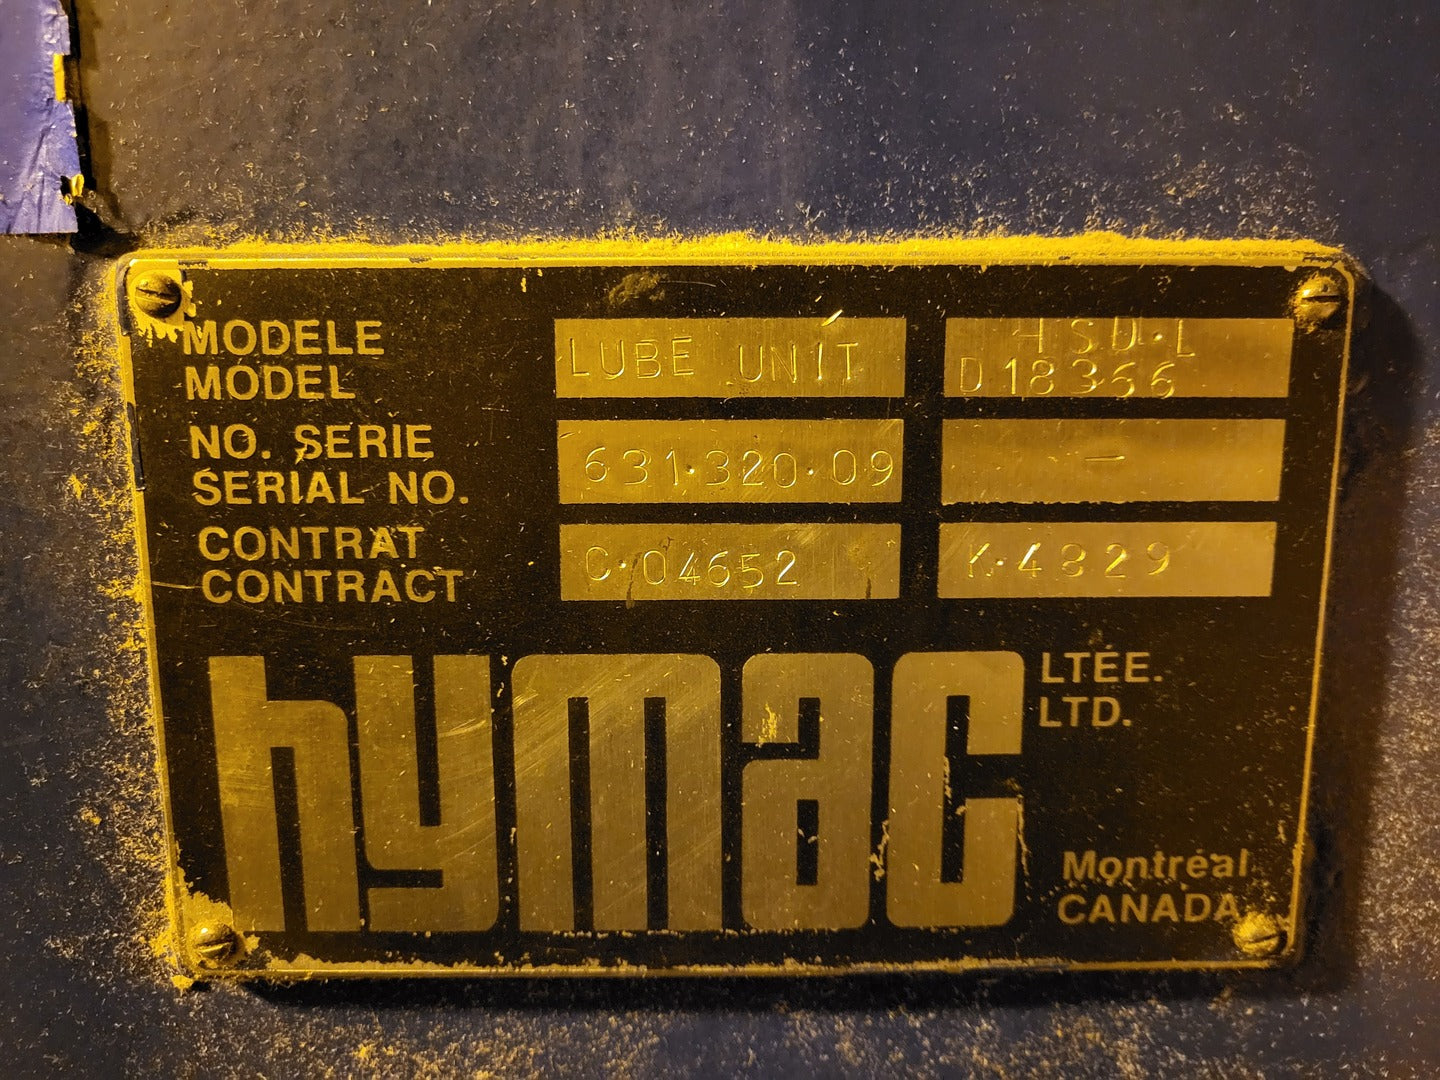 MODELE
MODEL
LUBE UNIT
HSD·L
D18366
NO. SERIE
SERIAL NO.
631·320·09
-
CONTRAT
CONTRACT
C·04652
K·4829
hymac
LTÉE.
LTD.
Montréal
CANADA